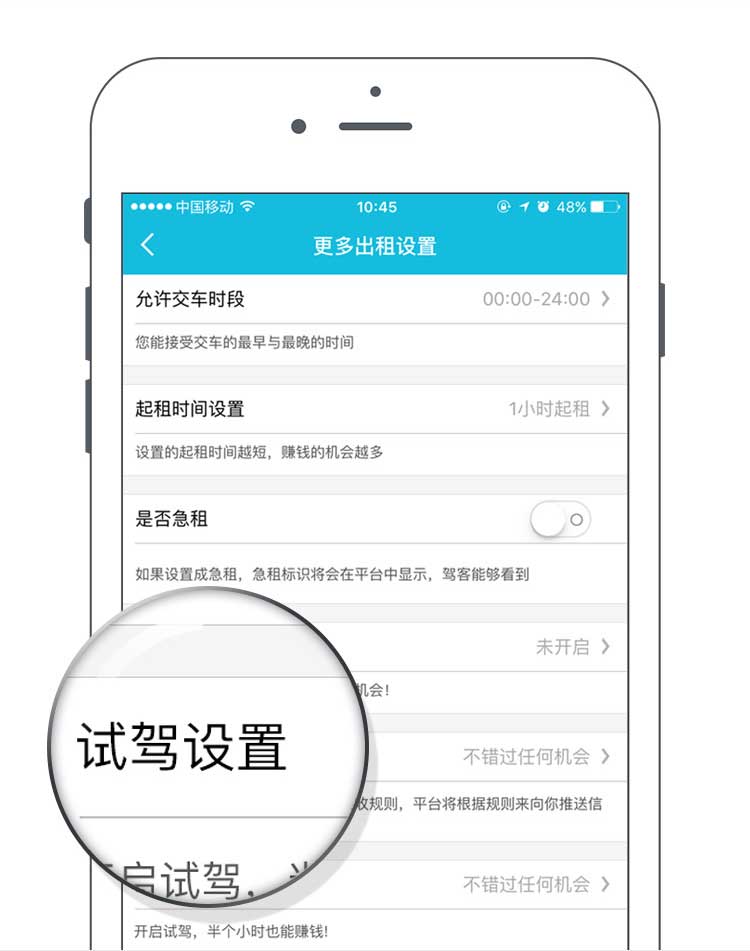 中国移动 10:45 48%
更多出租设置
允许交车时段 00:00-24:00
您能接受交车的最早与最晚的时间
起租时间设置 1小时起租
设置的起租时间越短，赚钱的机会越多
是否急租
如果设置成急租，急租标识将会在平台中显示，驾客能够看到
未开启
机会！
试驾设置
不错过任何机会
收规则，平台将根据规则来向你推送信
启试驾，
不错过任何机会
开启试驾，半个小时也能赚钱！